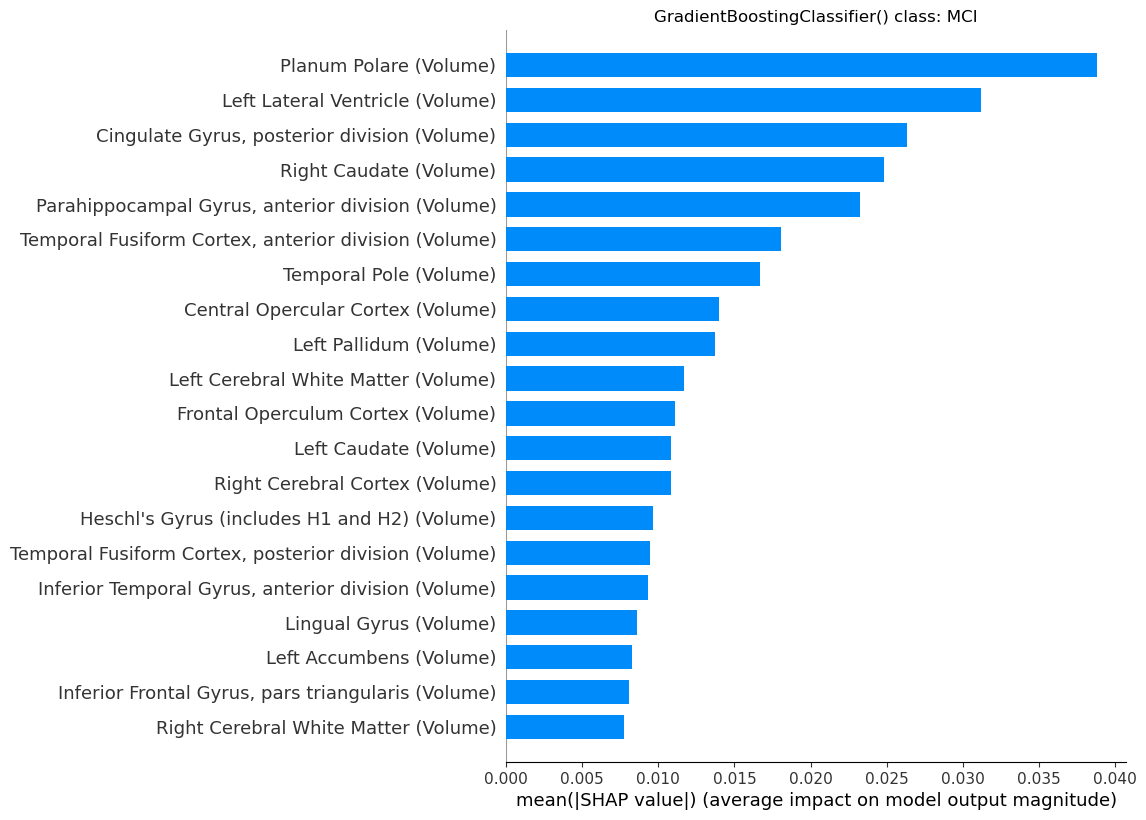 GradientBoostingClassifier() class: MCI
Planum Polare (Volume)
Left Lateral Ventricle (Volume)
Cingulate Gyrus, posterior division (Volume)
Right Caudate (Volume)
Parahippocampal Gyrus, anterior division (Volume)
Temporal Fusiform Cortex, anterior division (Volume)
Temporal Pole (Volume)
Central Opercular Cortex (Volume)
Left Pallidum (Volume)
Left Cerebral White Matter (Volume)
Frontal Operculum Cortex (Volume)
Left Caudate (Volume)
Right Cerebral Cortex (Volume)
Heschl's Gyrus (includes H1 and H2) (Volume)
Temporal Fusiform Cortex, posterior division (Volume)
Inferior Temporal Gyrus, anterior division (Volume)
Lingual Gyrus (Volume)
Left Accumbens (Volume)
Inferior Frontal Gyrus, pars triangularis (Volume)
Right Cerebral White Matter (Volume)
0.000 0.005 0.010 0.015 0.020 0.025 0.030 0.035 0.040
mean(|SHAP value|) (average impact on model output magnitude)